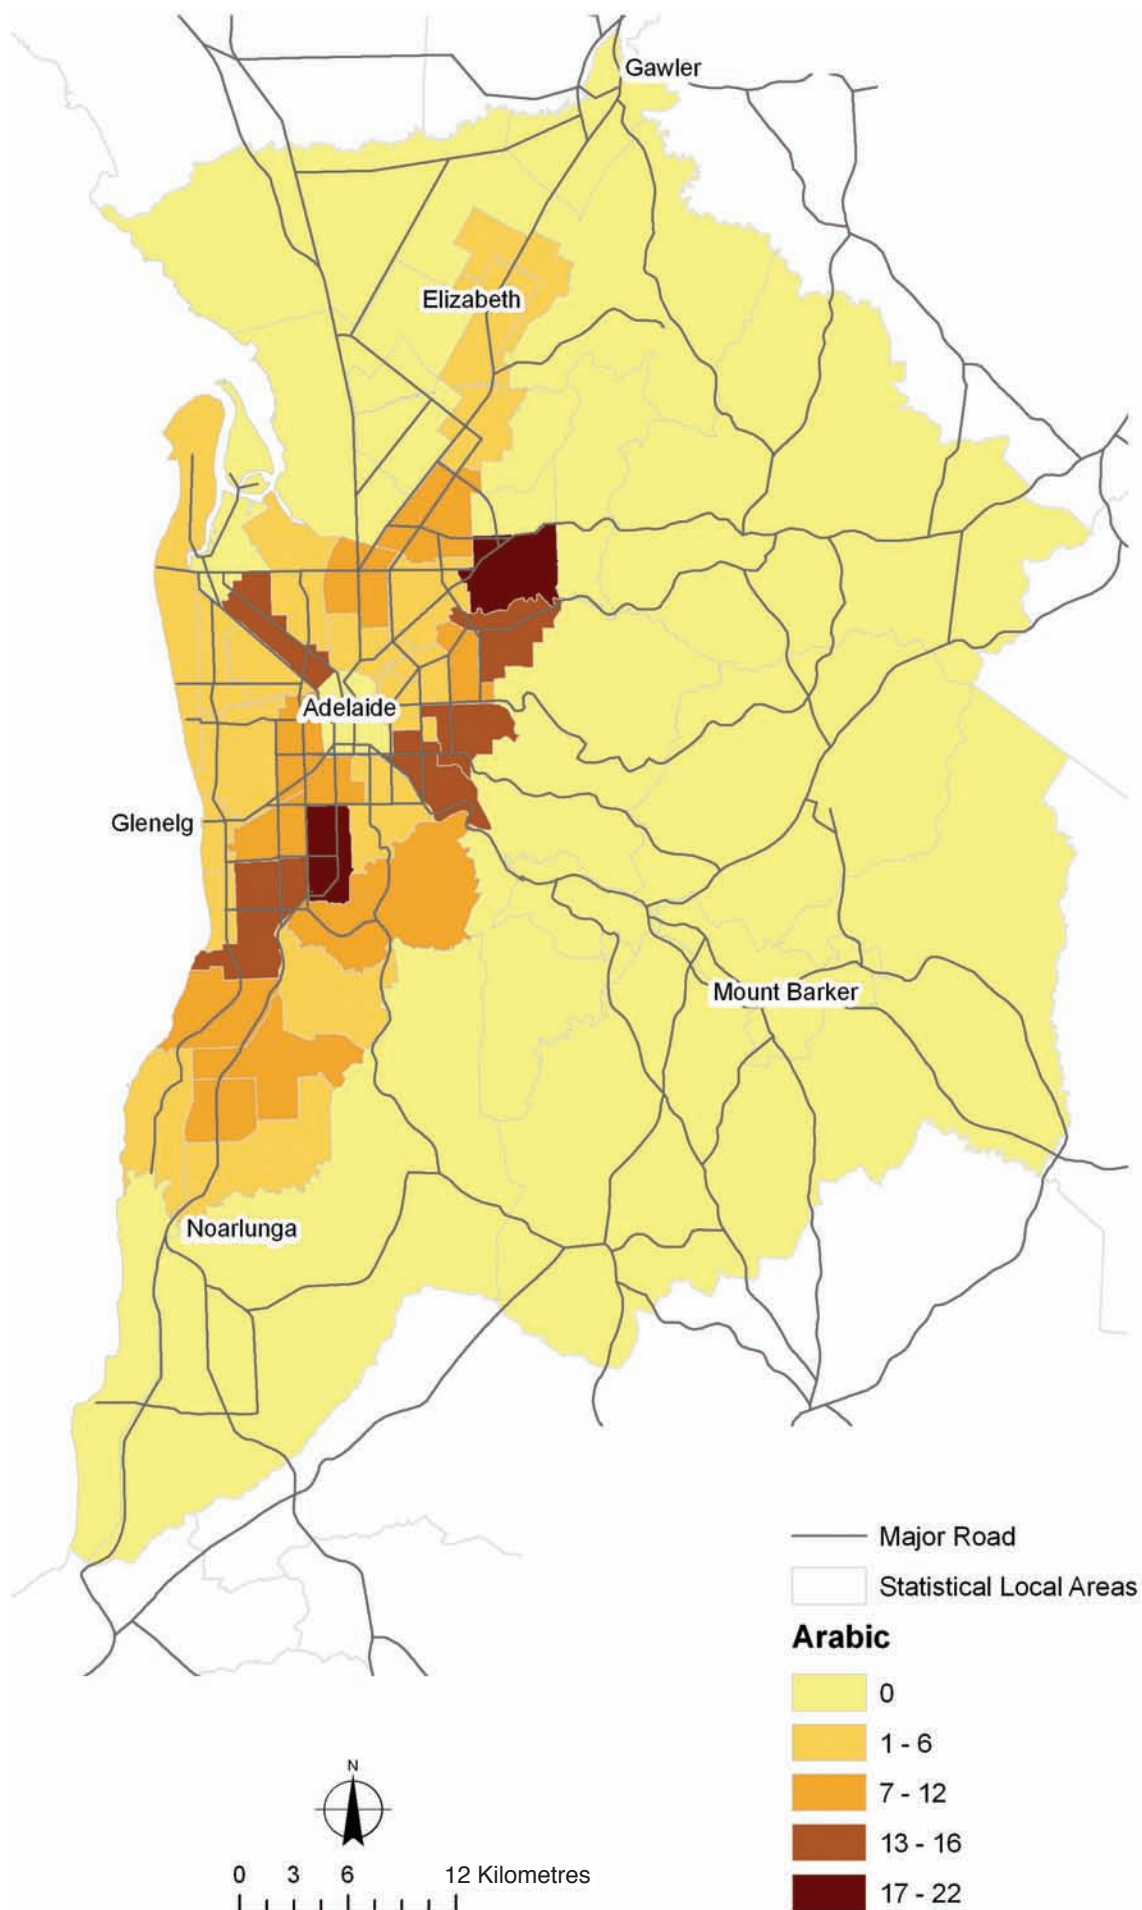 Gawler
Elizabeth
Adelaide
Glenelg
Mount Barker
Noarlunga
Major Road
Statistical Local Areas
Arabic
0
1 - 6
7 - 12
13 - 16
17 - 22
N
0 3 6 12 Kilometres